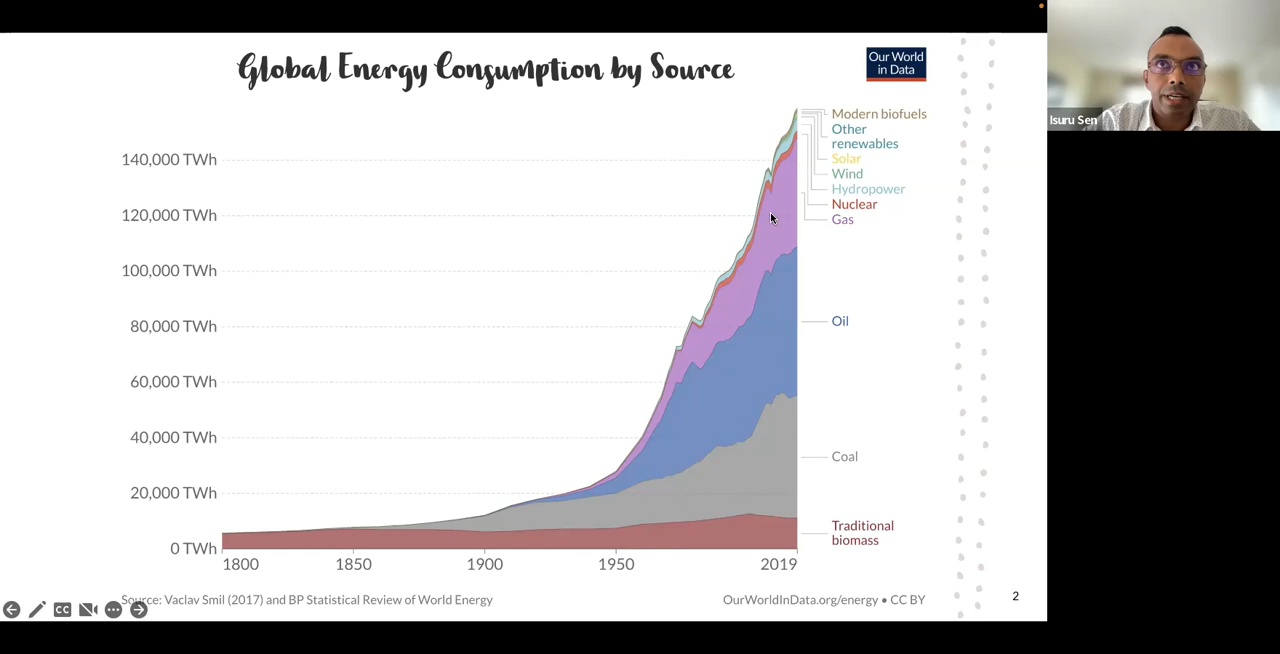 Global Energy Consumption by Source
Our World
in Data
Isuru Sen
140,000 TWh
120,000 TWh
100,000 TWh
80,000 TWh
60,000 TWh
40,000 TWh
20,000 TWh
0 TWh
Modern biofuels
Other
renewables
Solar
Wind
Hydropower
Nuclear
Gas
Oil
Coal
Traditional
biomass
1800
1850
1900
1950
2019
CC
Source: Vaclav Smil (2017) and BP Statistical Review of World Energy
OurWorldInData.org/energy • CC BY
2